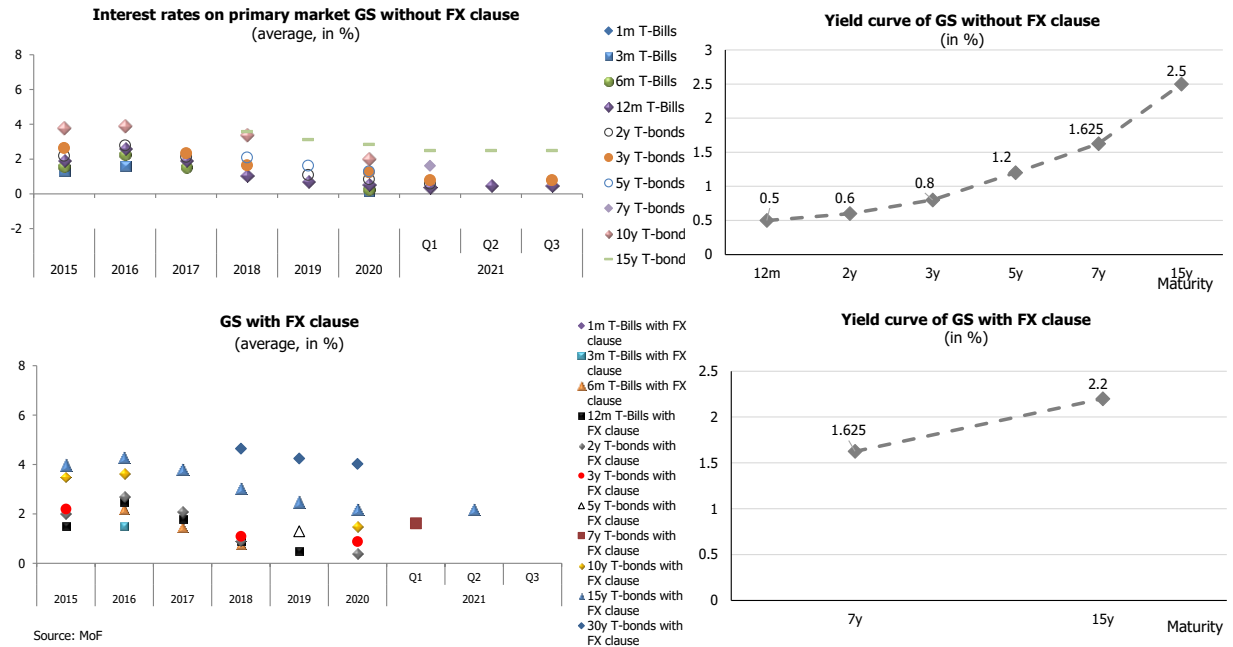 Interest rates on primary market GS without FX clause
(average, in %)
8
6
4
2
0
-2
Q1
Q2
Q3
2015
2016
2017
2018
2019
2020
2021
1m T-Bills
3m T-Bills
6m T-Bills
12m T-Bills
2y T-bonds
3y T-bonds
5y T-bonds
7y T-bonds
10y T-bond
15y T-bond
Yield curve of GS without FX clause
(in %)
3
2.5
2
1.5
1
0.5
0
0.5
0.6
0.8
1.2
1.625
2.5
12m
2y
3y
5y
7y
15y
Maturity
GS with FX clause
(average, in %)
8
6
4
2
0
Q1
Q2
Q3
2015
2016
2017
2018
2019
2020
2021
1m T-Bills with FX
clause
3m T-Bills with FX
clause
6m T-Bills with FX
clause
12m T-Bills with
FX clause
2y T-bonds with
FX clause
3y T-bonds with
FX clause
5y T-bonds with
FX clause
7y T-bonds with
FX clause
10y T-bonds with
FX clause
15y T-bonds with
FX clause
30y T-bonds with
FX clause
Source: MoF
Yield curve of GS with FX clause
(in %)
2.5
2
1.5
1
0.5
0
1.625
2.2
7y
15y
Maturity